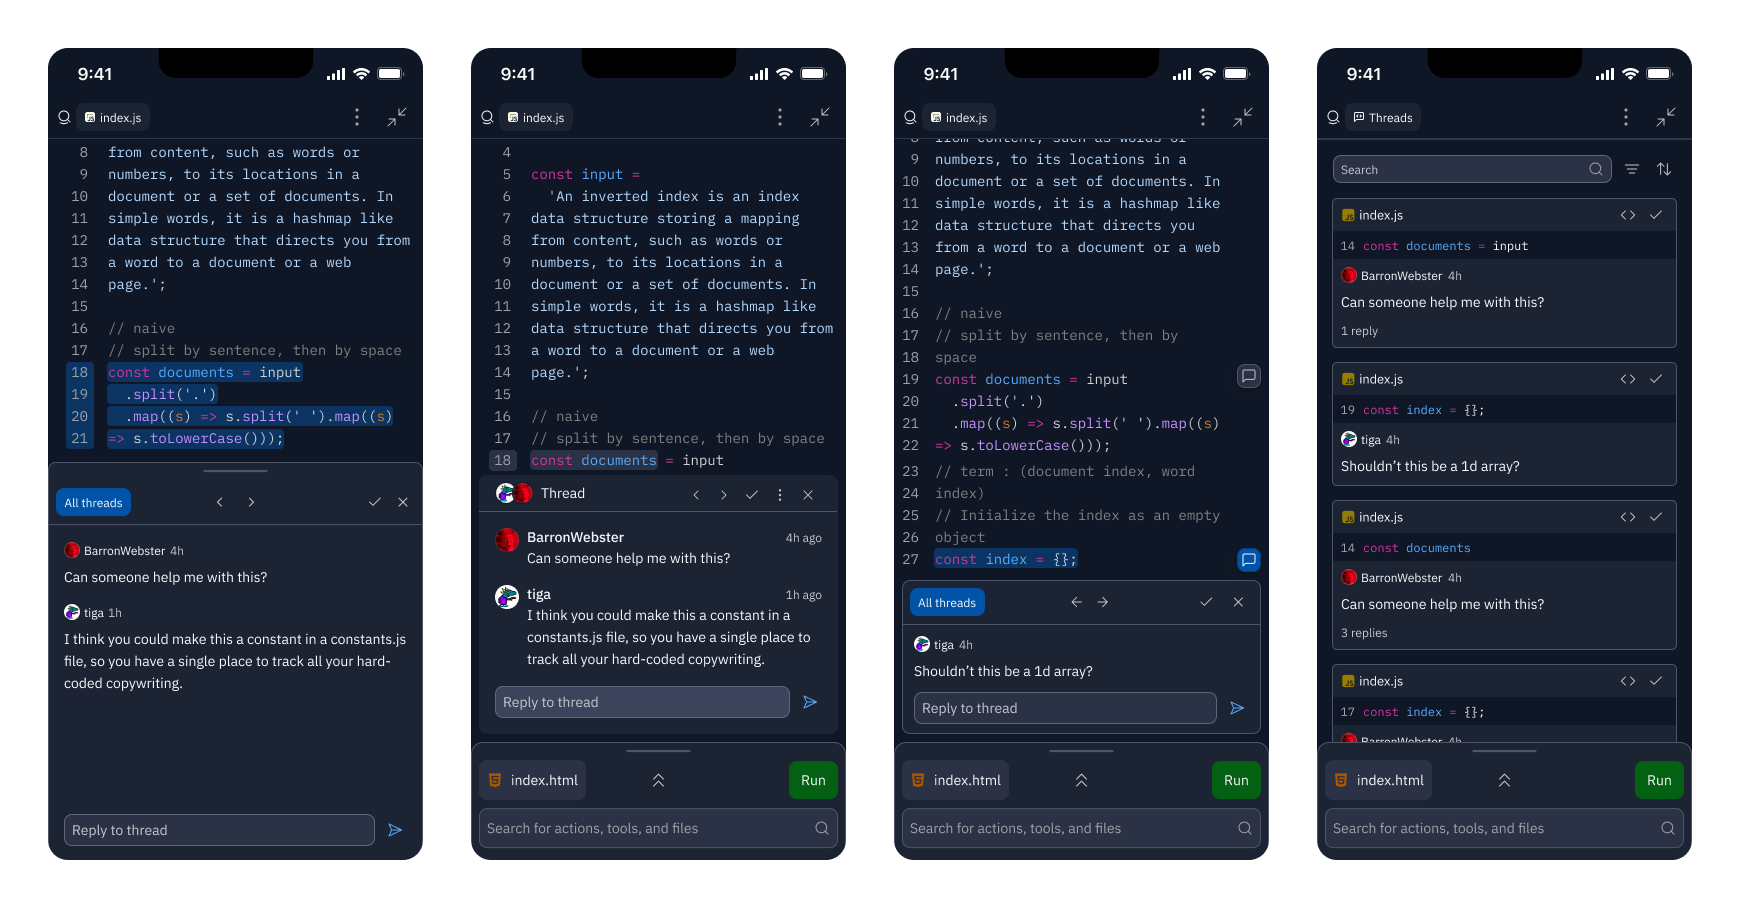 9:41
index.js
8 from content, such as words or
9 numbers, to its locations in a
10 document or a set of documents. In
11 simple words, it is a hashmap like
12 data structure that directs you from
13 a word to a document or a web
14 page.';
15
16 // naive
17 // split by sentence, then by space
18 const documents = input
19 .split('.')
20 .map((s) => s.split(' ').map((s)
21 => s.toLowerCase()));
All threads
BarronWebster 4h
Can someone help me with this?
tiga 1h
I think you could make this a constant in a constants.js
file, so you have a single place to track all your hard-
coded copywriting.
Reply to thread
9:41
index.js
4
5 const input =
6 'An inverted index is an index
7 data structure storing a mapping
8 from content, such as words or
9 numbers, to its locations in a
10 document or a set of documents. In
11 simple words, it is a hashmap like
12 data structure that directs you from
13 a word to a document or a web
14 page.';
15
16 // naive
17 // split by sentence, then by space
18 const documents = input
Thread
BarronWebster 4h ago
Can someone help me with this?
tiga 1h ago
I think you could make this a constant in a
constants.js file, so you have a single place to
track all your hard-coded copywriting.
Reply to thread
index.html
Run
Search for actions, tools, and files
9:41
index.js
8 from content, such as words or
9 numbers, to its locations in a
10 document or a set of documents. In
11 simple words, it is a hashmap like
12 data structure that directs you
13 from a word to a document or a web
14 page.';
15
16 // naive
17 // split by sentence, then by
18 space
19 const documents = input
20 .split('.')
21 .map((s) => s.split(' ').map((s)
22 => s.toLowerCase()));
23 // term : (document index, word
24 index)
25 // Iniialize the index as an empty
26 object
27 const index = {};
All threads
tiga 4h
Shouldn't this be a 1d array?
Reply to thread
index.html
Run
Search for actions, tools, and files
9:41
Threads
Search
index.js
14 const documents = input
BarronWebster 4h
Can someone help me with this?
1 reply
index.js
19 const index = {};
tiga 4h
Shouldn't this be a 1d array?
index.js
14 const documents
BarronWebster 4h
Can someone help me with this?
3 replies
index.js
17 const index = {};
BarronWebster 4h
index.html
Run
Search for actions, tools, and files